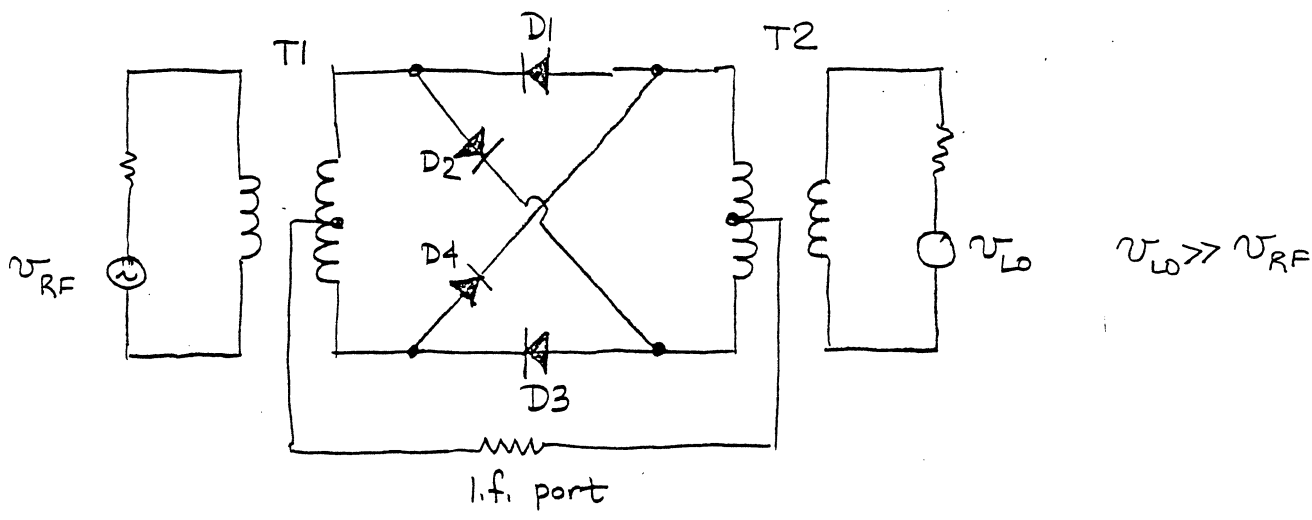 D1
T1
T2
D2
D4
v_RF
v_LO
v_LO >> v_RF
D3
I.f. port